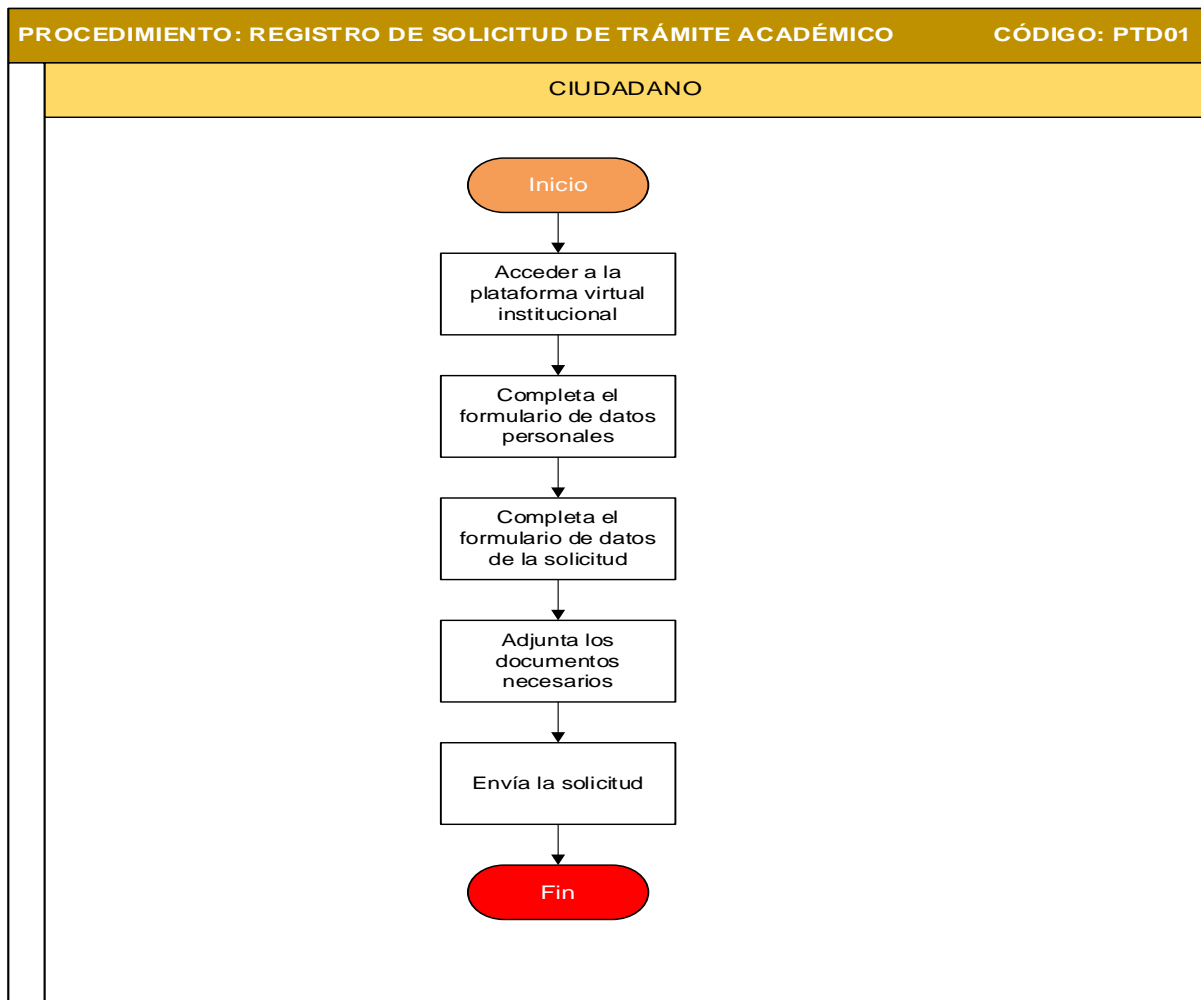 PROCEDIMIENTO: REGISTRO DE SOLICITUD DE TRÁMITE ACADÉMICO CÓDIGO: PTD01
CIUDADANO
Inicio
Acceder a la
plataforma virtual
institucional
Completa el
formulario de datos
personales
Completa el
formulario de datos
de la solicitud
Adjunta los
documentos
necesarios
Envía la solicitud
Fin